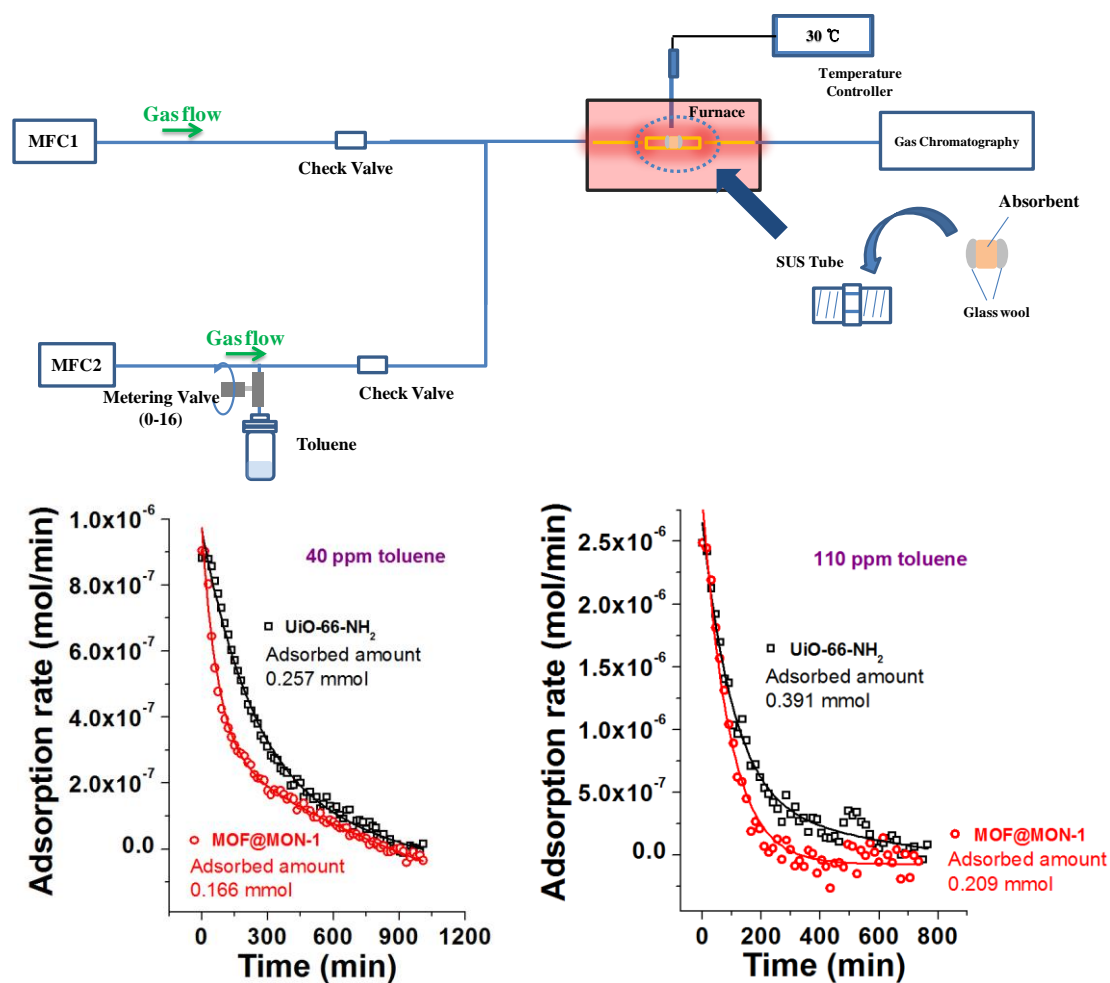 30 ℃
Temperature
Controller
Gas flow
Furnace
MFC1
Check Valve
Gas Chromatography
Absorbent
SUS Tube
Glass wool
Gas flow
MFC2
Metering Valve
(0-16)
Check Valve
Toluene
Adsorption rate (mol/min)
1.0x10⁻⁶
8.0x10⁻⁷
6.0x10⁻⁷
4.0x10⁻⁷
2.0x10⁻⁷
0.0
40 ppm toluene
UiO-66-NH₂
Adsorbed amount
0.257 mmol
MOF@MON-1
Adsorbed amount
0.166 mmol
0 300 600 900 1200
Time (min)
Adsorption rate (mol/min)
2.5x10⁻⁶
2.0x10⁻⁶
1.5x10⁻⁶
1.0x10⁻⁶
5.0x10⁻⁷
0.0
110 ppm toluene
UiO-66-NH₂
Adsorbed amount
0.391 mmol
MOF@MON-1
Adsorbed amount
0.209 mmol
0 200 400 600 800
Time (min)